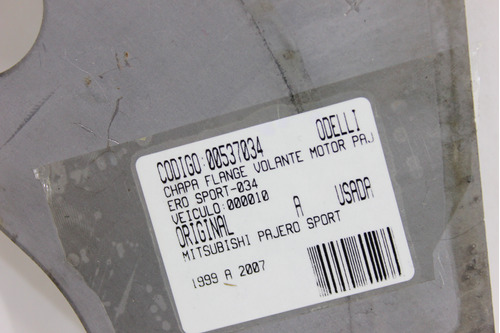 CODIGO:00537034 ODELLI
CHAPA FLANGE VOLANTE MOTOR PAJ
ERO SPORT-034
VEICULO:000010
ORIGINAL A USADA
MITSUBISHI PAJERO SPORT
1999 A 2007